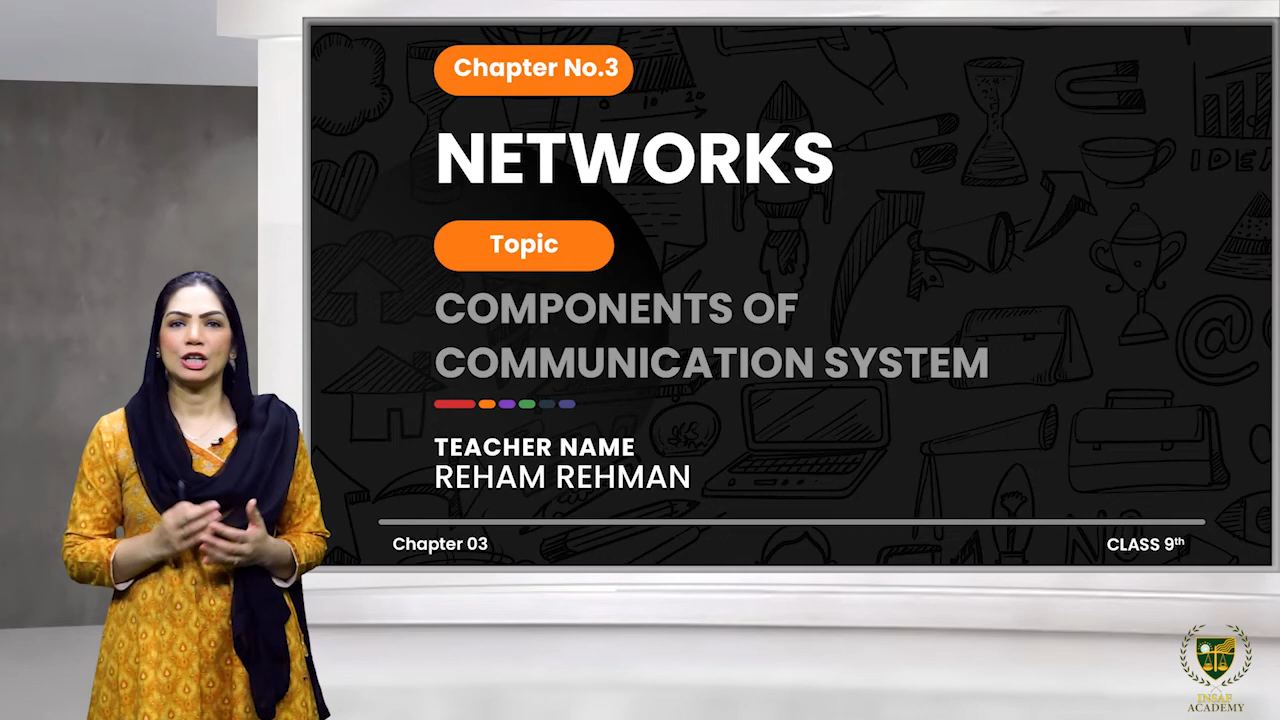 Chapter No.3
NETWORKS
Topic
COMPONENTS OF
COMMUNICATION SYSTEM
TEACHER NAME
REHAM REHMAN
Chapter 03
CLASS 9th
INSAF
ACADEMY